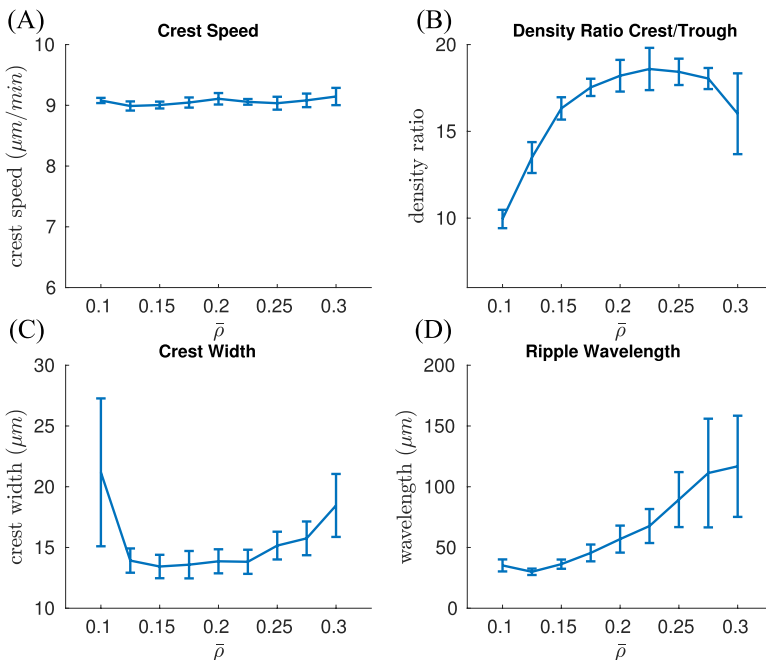 (A)
Crest Speed
crest speed (μm/min)
10
9
8
7
6
0.1 0.15 0.2 0.25 0.3
ρ̄
(B)
Density Ratio Crest/Trough
density ratio
20
15
10
0.1 0.15 0.2 0.25 0.3
ρ̄
(C)
Crest Width
crest width (μm)
30
25
20
15
10
0.1 0.15 0.2 0.25 0.3
ρ̄
(D)
Ripple Wavelength
wavelength (μm)
200
150
100
50
0
0.1 0.15 0.2 0.25 0.3
ρ̄